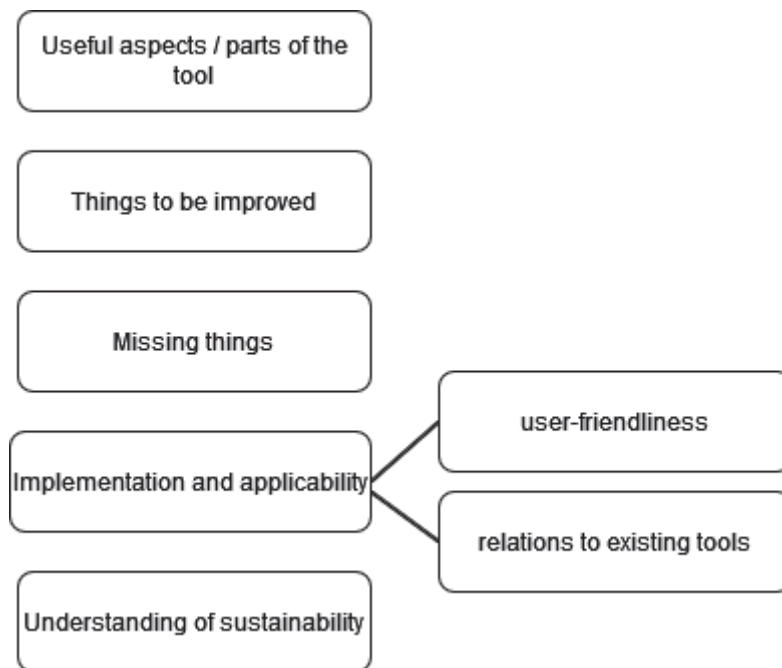 Useful aspects / parts of the
tool
Things to be improved
Missing things
Implementation and applicability
user-friendliness
relations to existing tools
Understanding of sustainability